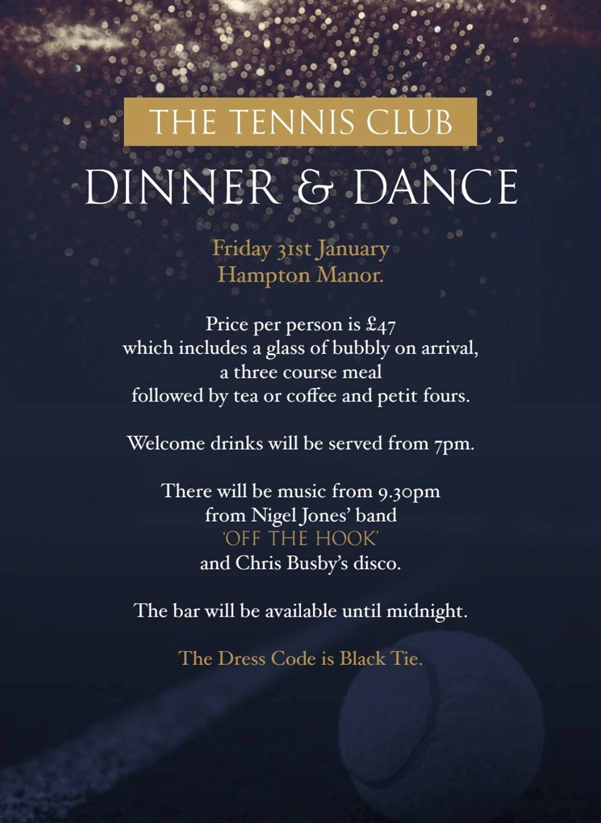 THE TENNIS CLUB
DINNER & DANCE
Friday 31st January
Hampton Manor.
Price per person is £47
which includes a glass of bubbly on arrival,
a three course meal
followed by tea or coffee and petit fours.
Welcome drinks will be served from 7pm.
There will be music from 9.30pm
from Nigel Jones' band
'OFF THE HOOK'
and Chris Busby's disco.
The bar will be available until midnight.
The Dress Code is Black Tie.